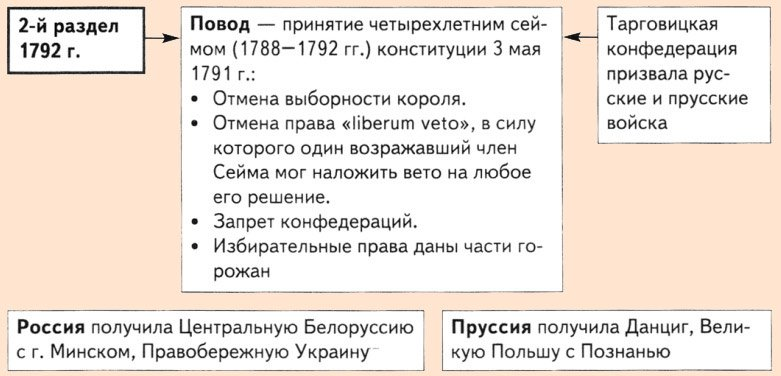 2-й раздел
1792 г.
Повод — принятие четырехлетним сей-
мом (1788—1792 гг.) конституции 3 мая
1791 г.:
• Отмена выборности короля.
• Отмена права «liberum veto», в силу
которого один возражавший член
Сейма мог наложить вето на любое
его решение.
• Запрет конфедераций.
• Избирательные права даны части го-
рожан
Тарговицкая
конфедерация
призвала рус-
ские и прусские
войска
Россия получила Центральную Белоруссию
с г. Минском, Правобережную Украину
Пруссия получила Данциг, Вели-
кую Польшу с Познанью